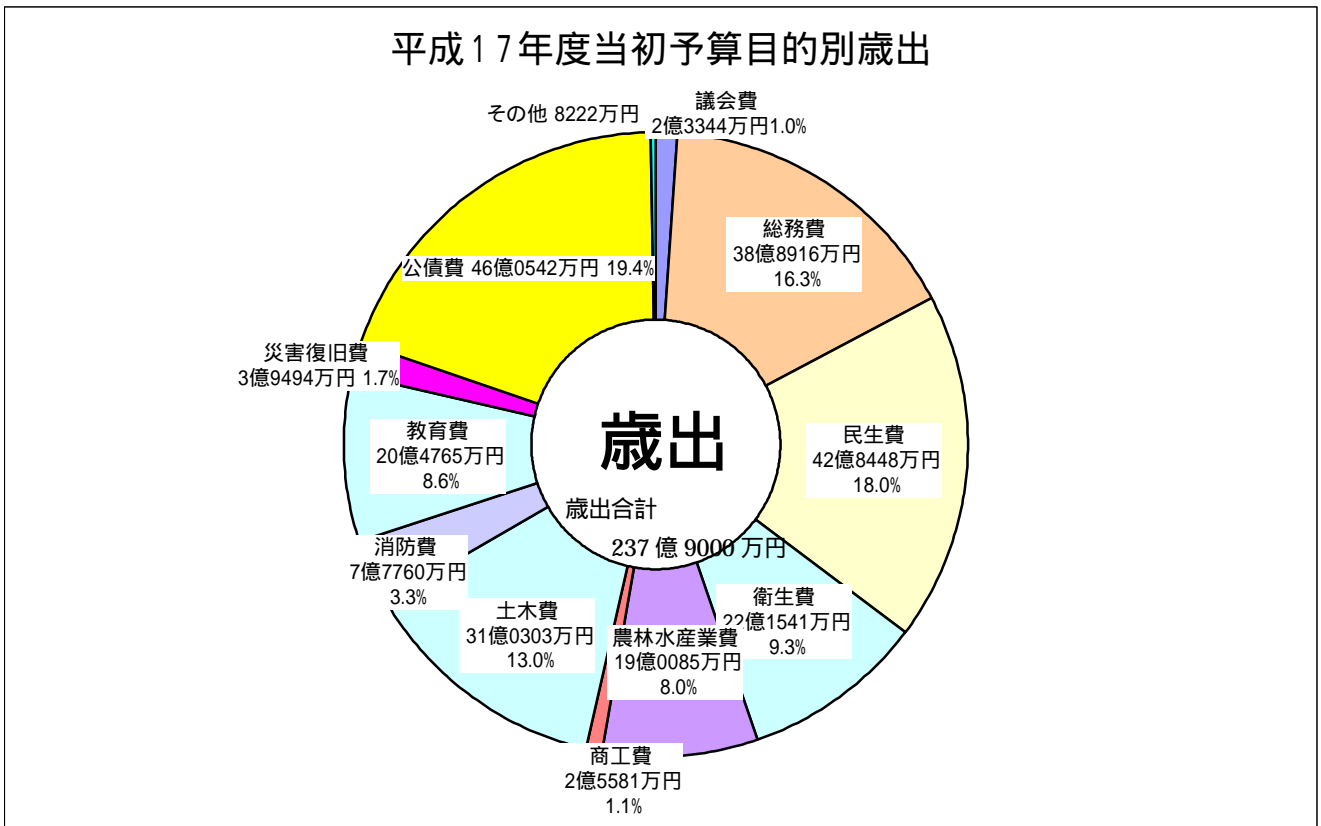 平成17年度当初予算目的別歳出
その他 8222万円
議会費
2億3344万円1.0%
総務費
38億8916万円
16.3%
公債費 46億0542万円 19.4%
災害復旧費
3億9494万円 1.7%
教育費
20億4765万円
8.6%
歳出
民生費
42億8448万円
18.0%
歳出合計
237 億 9000 万円
消防費
7億7760万円
3.3%
衛生費
22億1541万円
9.3%
土木費
31億0303万円
13.0%
農林水産業費
19億0085万円
8.0%
商工費
2億5581万円
1.1%